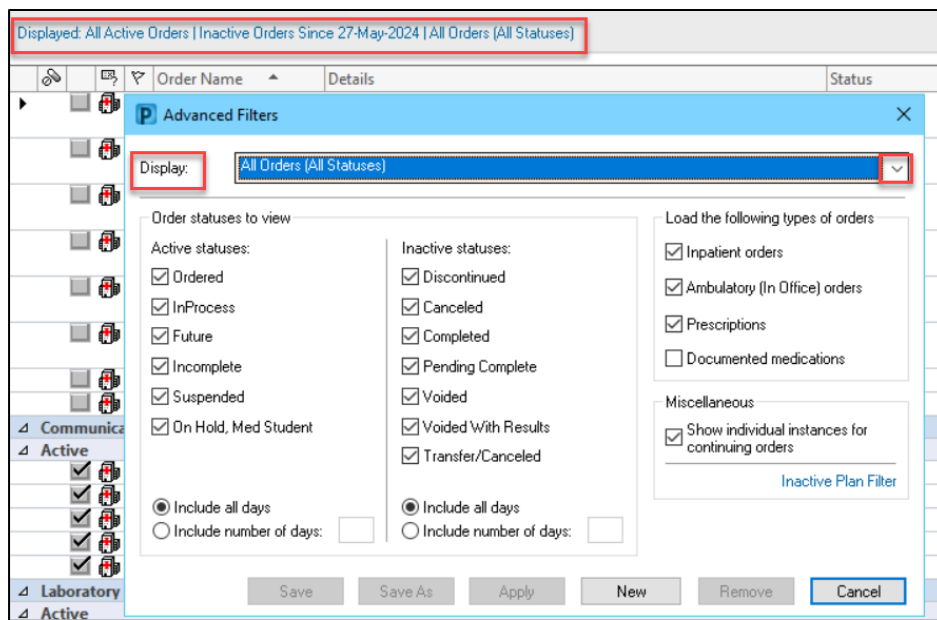 Displayed: All Active Orders | Inactive Orders Since 27-May-2024 | All Orders (All Statuses)
Order Name Details Status
P Advanced Filters
Display: All Orders (All Statuses)
Order statuses to view
Active statuses:
Ordered
InProcess
Future
Incomplete
Suspended
On Hold, Med Student
Include all days
Include number of days:
Inactive statuses:
Discontinued
Canceled
Completed
Pending Complete
Voided
Voided With Results
Transfer/Canceled
Include all days
Include number of days:
Load the following types of orders
Inpatient orders
Ambulatory (In Office) orders
Prescriptions
Documented medications
Miscellaneous
Show individual instances for
continuing orders
Inactive Plan Filter
Communica
Active
Laboratory
Active
Save Save As Apply New Remove Cancel